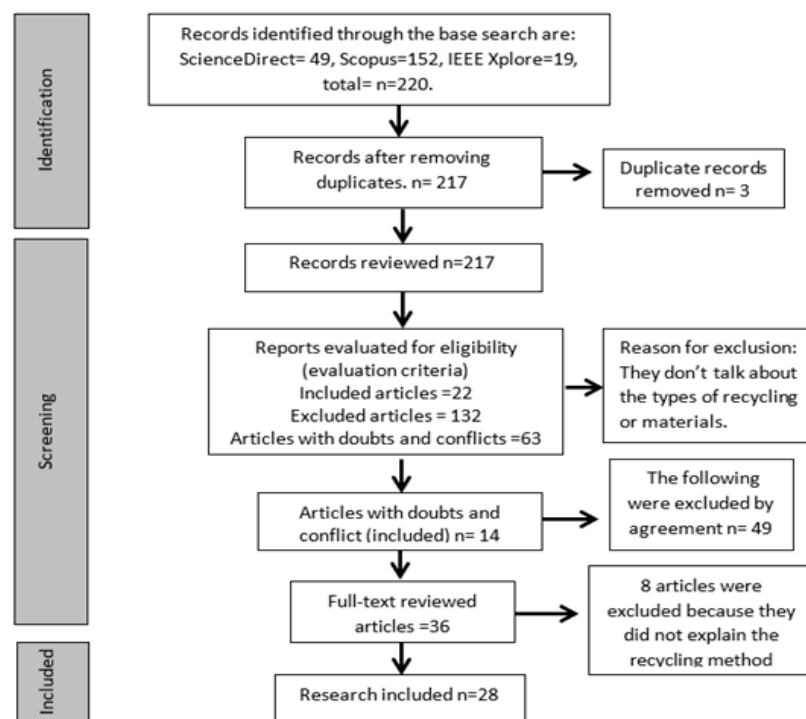 Identification
Records identified through the base search are:
ScienceDirect= 49, Scopus=152, IEEE Xplore=19,
total= n=220.
Records after removing
duplicates. n= 217
Duplicate records
removed n= 3
Screening
Records reviewed n=217
Reports evaluated for eligibility
(evaluation criteria)
Included articles =22
Excluded articles = 132
Articles with doubts and conflicts =63
Reason for exclusion:
They don't talk about
the types of recycling
or materials.
Articles with doubts and
conflict (included) n= 14
The following
were excluded by
agreement n= 49
Full-text reviewed
articles =36
8 articles were
excluded because they
did not explain the
recycling method
Included
Research included n=28